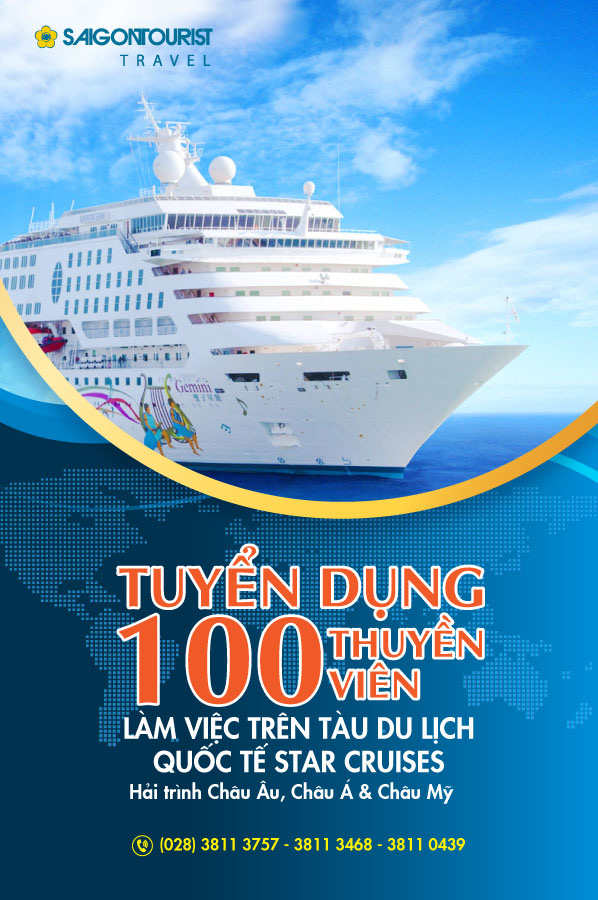 SAIGONTOURIST
TRAVEL
Gemini
TUYỂN DỤNG
100 THUYỀN
VIÊN
LÀM VIỆC TRÊN TÀU DU LỊCH
QUỐC TẾ STAR CRUISES
Hải trình Châu Âu, Châu Á & Châu Mỹ
(028) 3811 3757 - 3811 3468 - 3811 0439